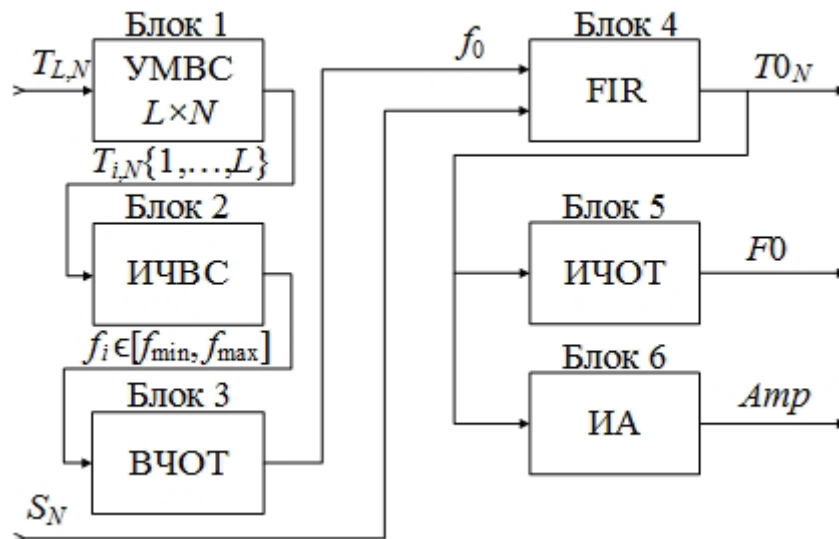 Блок 1
T_{L,N}
УМВС
L×N
T_{i,N}{1,…,L}
Блок 2
ИЧВС
f_i∈[f_min, f_max]
Блок 3
ВЧОТ
S_N
f_0
Блок 4
FIR
T0_N
Блок 5
ИЧОТ
F0
Блок 6
ИА
Amp